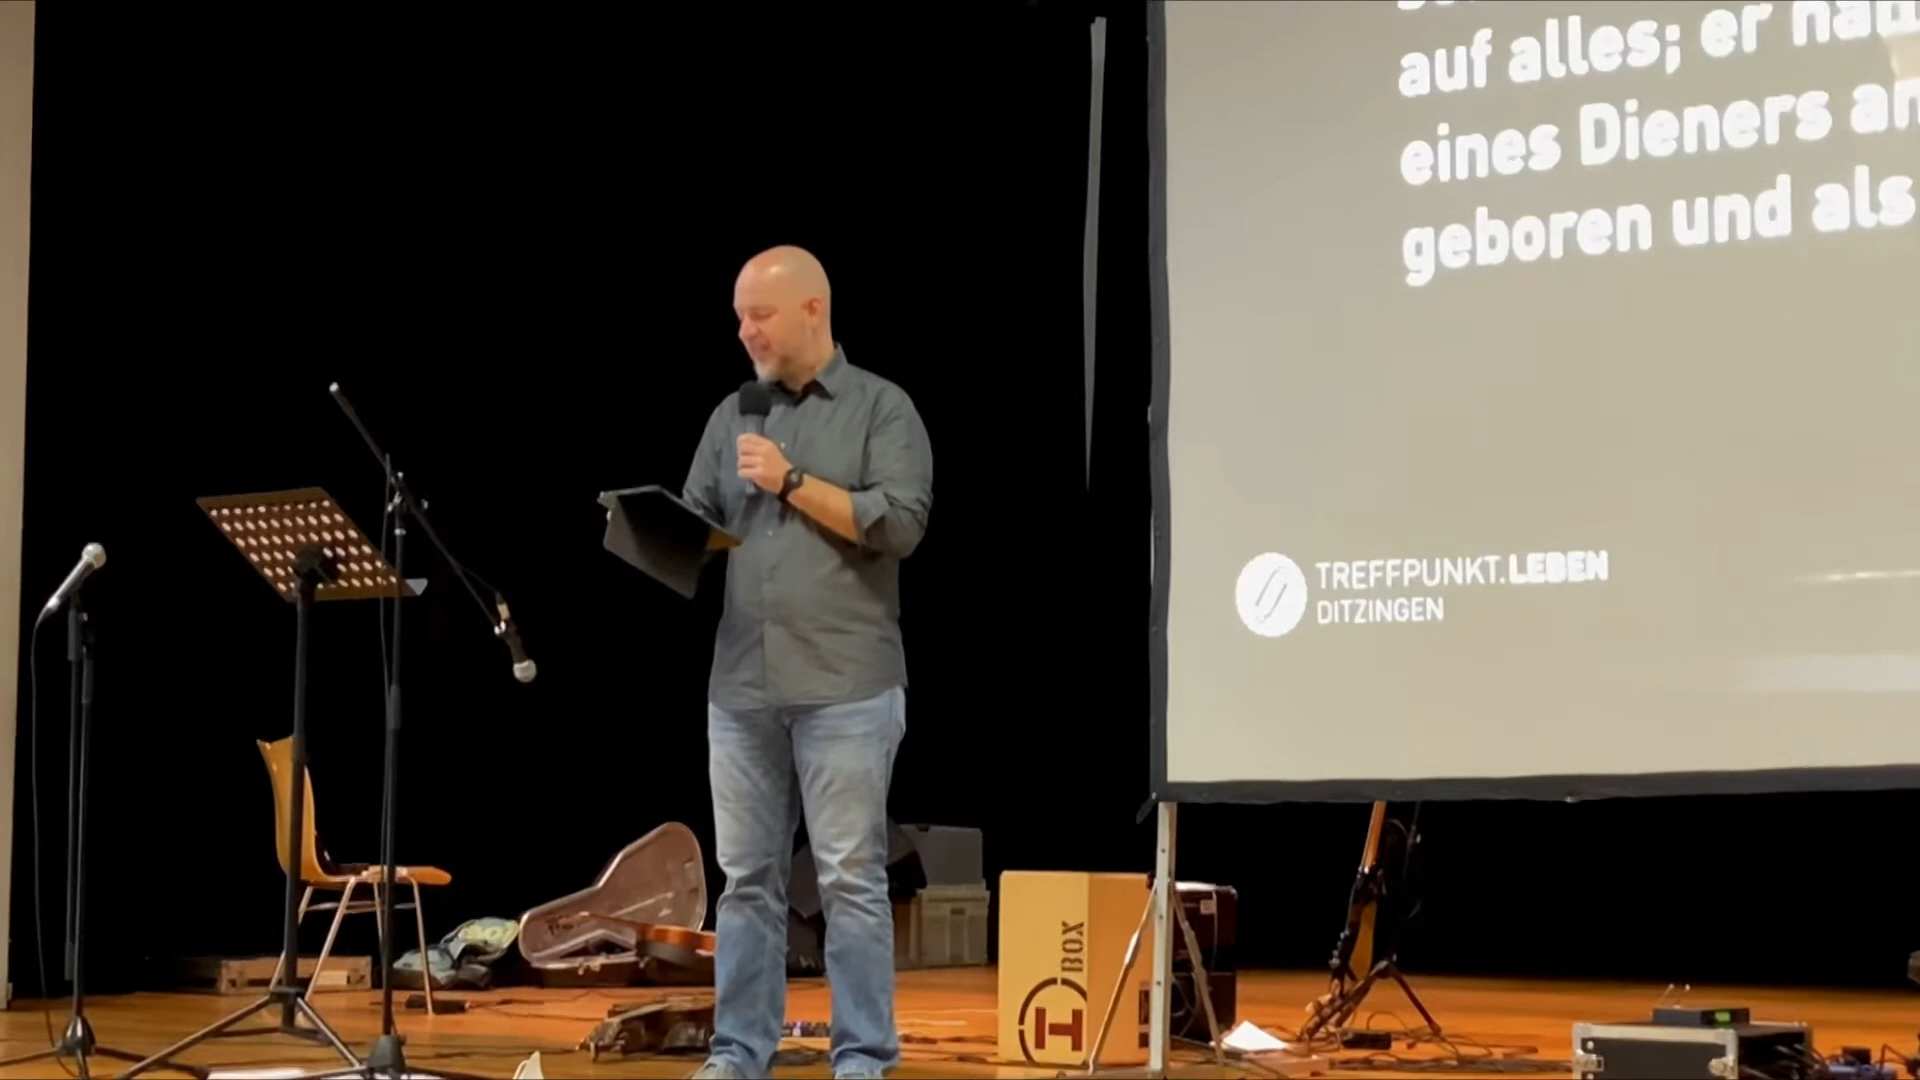 auf alles; er
eines Dieners
geboren und als
TREFFPUNKT.LEBEN
DITZINGEN
BOX
H